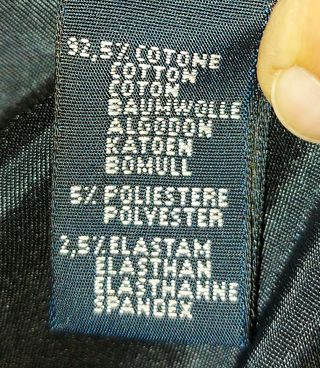 92,5% COTONE
COTTON
COTON
BAUMWOLLE
ALGODON
KATOEN
BOMULL
5% POLIESTERE
POLYESTER
2,5% ELASTAM
ELASTHAN
ELASTHANNE
SPANDEX